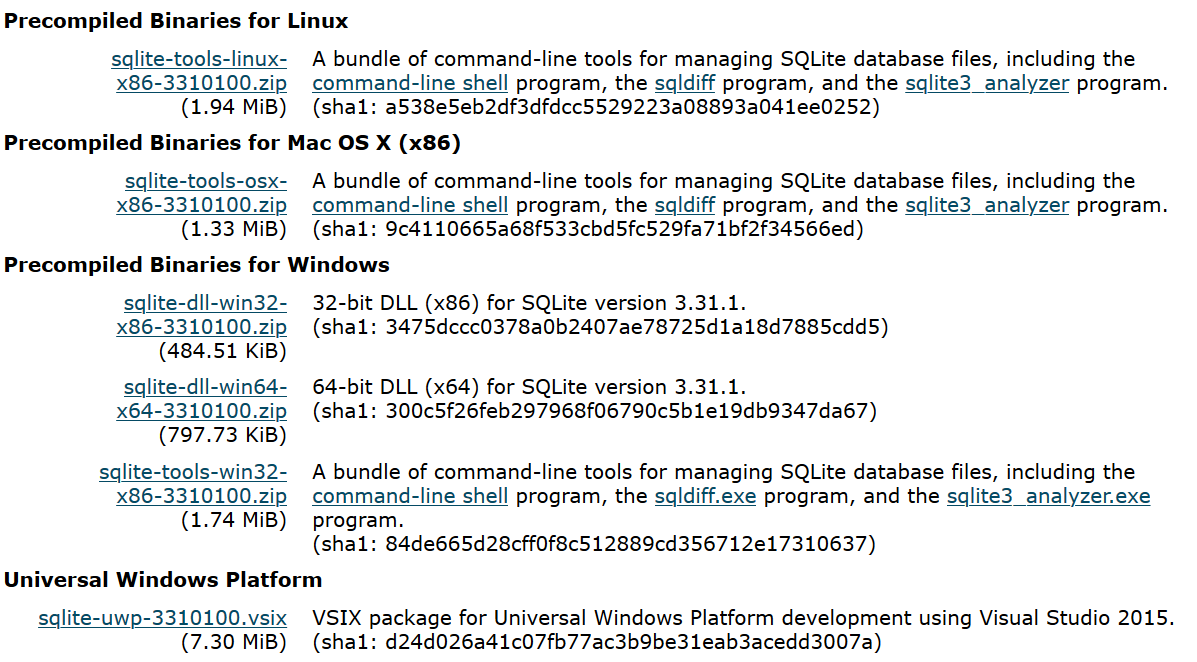 Precompiled Binaries for Linux
sqlite-tools-linux- A bundle of command-line tools for managing SQLite database files, including the
x86-3310100.zip command-line shell program, the sqldiff program, and the sqlite3_analyzer program.
(1.94 MiB) (sha1: a538e5eb2df3dfdcc5529223a08893a041ee0252)
Precompiled Binaries for Mac OS X (x86)
sqlite-tools-osx- A bundle of command-line tools for managing SQLite database files, including the
x86-3310100.zip command-line shell program, the sqldiff program, and the sqlite3_analyzer program.
(1.33 MiB) (sha1: 9c4110665a68f533cbd5fc529fa71bf2f34566ed)
Precompiled Binaries for Windows
sqlite-dll-win32- 32-bit DLL (x86) for SQLite version 3.31.1.
x86-3310100.zip (sha1: 3475dccc0378a0b2407ae78725d1a18d7885cdd5)
(484.51 KiB)
sqlite-dll-win64- 64-bit DLL (x64) for SQLite version 3.31.1.
x64-3310100.zip (sha1: 300c5f26feb297968f06790c5b1e19db9347da67)
(797.73 KiB)
sqlite-tools-win32- A bundle of command-line tools for managing SQLite database files, including the
x86-3310100.zip command-line shell program, the sqldiff.exe program, and the sqlite3_analyzer.exe
(1.74 MiB) program.
(sha1: 84de665d28cff0f8c512889cd356712e17310637)
Universal Windows Platform
sqlite-uwp-3310100.vsix VSIX package for Universal Windows Platform development using Visual Studio 2015.
(7.30 MiB) (sha1: d24d026a41c07fb77ac3b9be31eab3acedd3007a)